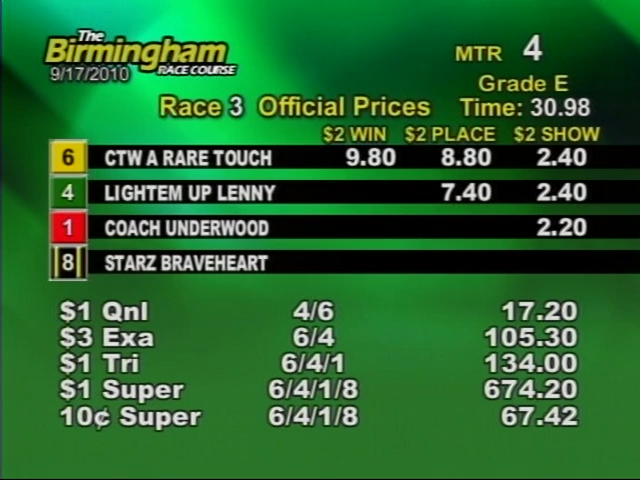 The
Birmingham
RACE COURSE
9/17/2010
MTR 4
Grade E
Race 3 Official Prices Time: 30.98
$2 WIN $2 PLACE $2 SHOW
6 CTW A RARE TOUCH 9.80 8.80 2.40
4 LIGHTEM UP LENNY 7.40 2.40
1 COACH UNDERWOOD 2.20
8 STARZ BRAVEHEART
$1 Qnl 4/6 17.20
$3 Exa 6/4 105.30
$1 Tri 6/4/1 134.00
$1 Super 6/4/1/8 674.20
10¢ Super 6/4/1/8 67.42